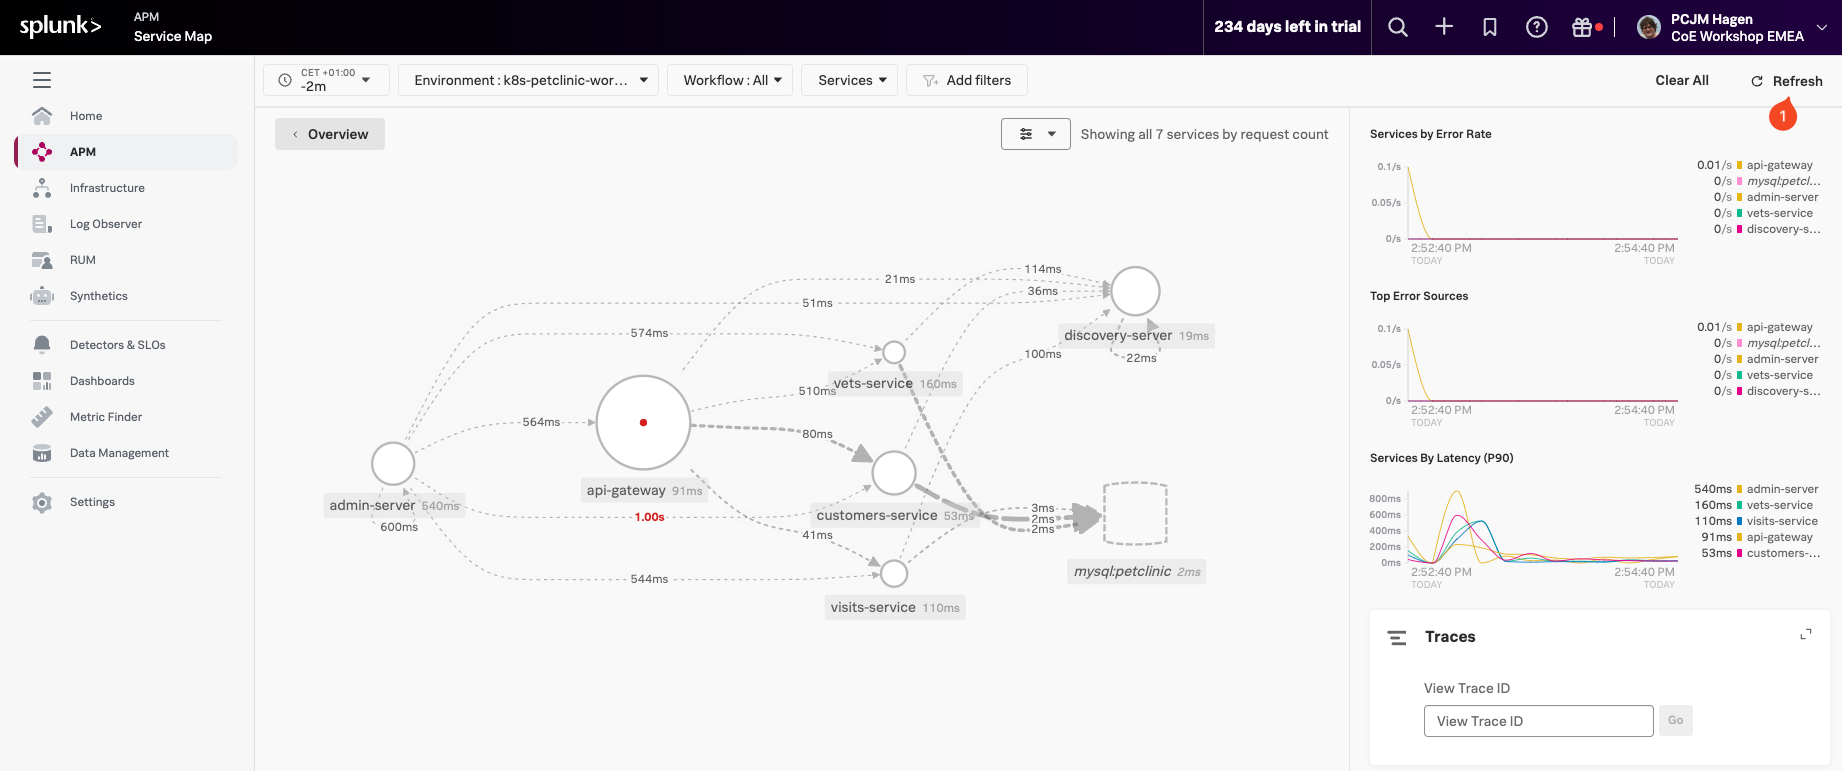 splunk>
APM
Service Map
234 days left in trial
PCJM Hagen
CoE Workshop EMEA
Home
APM
Infrastructure
Log Observer
RUM
Synthetics
Detectors & SLOs
Dashboards
Metric Finder
Data Management
Settings
CET +01:00
-2m
Environment : k8s-petclinic-wor...
Workflow : All
Services
Add filters
Clear All
Refresh
1
Overview
Showing all 7 services by request count
21ms
114ms
51ms
36ms
574ms
discovery-server 19ms
100ms
22ms
vets-service 160ms
510ms
564ms
80ms
api-gateway 91ms
admin-server 540ms
1.00s
customers-service 53ms
3ms
2ms
2ms
600ms
41ms
mysql:petclinic 2ms
544ms
visits-service 110ms
Services by Error Rate
0.1/s
0.05/s
0/s
2:52:40 PM
TODAY
2:54:40 PM
TODAY
0.01/s api-gateway
0/s mysql:petcl...
0/s admin-server
0/s vets-service
0/s discovery-s...
Top Error Sources
0.1/s
0.05/s
0/s
2:52:40 PM
TODAY
2:54:40 PM
TODAY
0.01/s api-gateway
0/s mysql:petcl...
0/s admin-server
0/s vets-service
0/s discovery-s...
Services By Latency (P90)
800ms
600ms
400ms
200ms
0ms
2:52:40 PM
TODAY
2:54:40 PM
TODAY
540ms admin-server
160ms vets-service
110ms visits-service
91ms api-gateway
53ms customers-...
Traces
View Trace ID
View Trace ID
Go